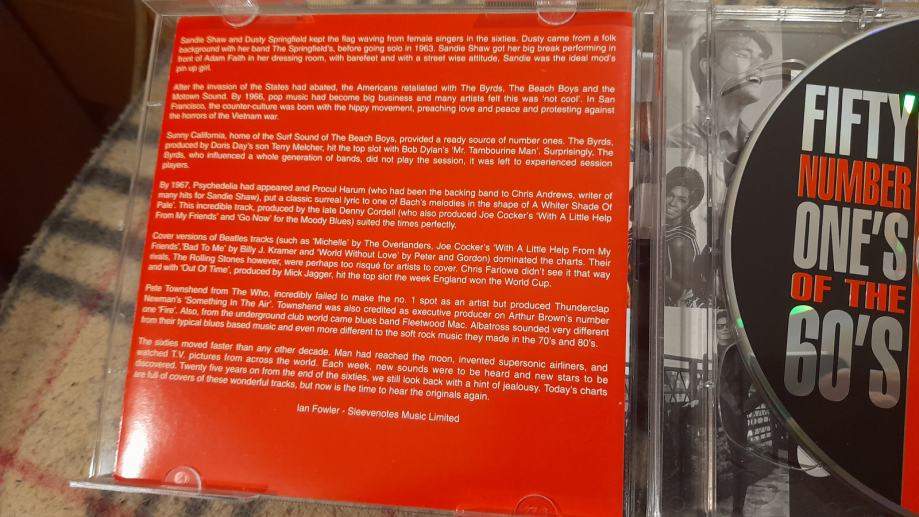 Sandie Shaw and Dusty Springfield kept the flag waving from female singers in the sixties. Dusty came from a folk
background with her band The Springfield's, before going solo in 1963. Sandie Shaw got her big break performing in
front of Adam Faith in her dressing room, with barefeet and with a street wise attitude, Sandie was the ideal mod's
pin up girl.
After the invasion of the States had abated, the Americans retaliated with The Byrds, The Beach Boys and the
Motown Sound. By 1966, pop music had become big business and many artists felt this was 'not cool'. In San
Francisco, the counter-culture was born with the hippy movement, preaching love and peace and protesting against
the horrors of the Vietnam war.
Sunny California, home of the Surf Sound of The Beach Boys, provided a ready source of number ones. The Byrds,
produced by Doris Day's son Terry Melcher, hit the top slot with Bob Dylan's 'Mr. Tambourine Man'. Surprisingly, The
Byrds, who influenced a whole generation of bands, did not play the session, it was left to experienced session
players.
By 1967, Psychedelia had appeared and Procul Harum (who had been the backing band to Chris Andrews, writer of
many hits for Sandie Shaw), put a classic surreal lyric to one of Bach's melodies in the shape of A Whiter Shade Of
Pale'. This incredible track, produced by the late Denny Cordell (who also produced Joe Cocker's 'With A Little Help
From My Friends' and 'Go Now' for the Moody Blues) suited the times perfectly.
Cover versions of Beatles tracks (such as 'Michelle' by The Overlanders, Joe Cocker's 'With A Little Help From My
Friends','Bad To Me' by Billy J. Kramer and 'World Without Love' by Peter and Gordon) dominated the charts. Their
rivals, The Rolling Stones however, were perhaps too risqué for artists to cover. Chris Farlowe didn't see it that way
and with 'Out Of Time', produced by Mick Jagger, hit the top slot the week England won the World Cup.
Pete Townshend from The Who, incredibly failed to make the no. 1 spot as an artist but produced Thunderclap
Newman's 'Something In The Air'. Townshend was also credited as executive producer on Arthur Brown's number
one 'Fire'. Also, from the underground club world came blues band Fleetwood Mac. Albatross sounded very different
from their typical blues based music and even more different to the soft rock music they made in the 70's and 80's.
The sixties moved faster than any other decade. Man had reached the moon, invented supersonic airliners, and
watched T.V. pictures from across the world. Each week, new sounds were to be heard and new stars to be
discovered. Twenty five years on from the end of the sixties, we still look back with a hint of jealousy. Today's charts
are full of covers of these wonderful tracks, but now is the time to hear the originals again.
Ian Fowler - Sleevenotes Music Limited
FIFTY
NUMBER
ONE'S
OF THE
60'S